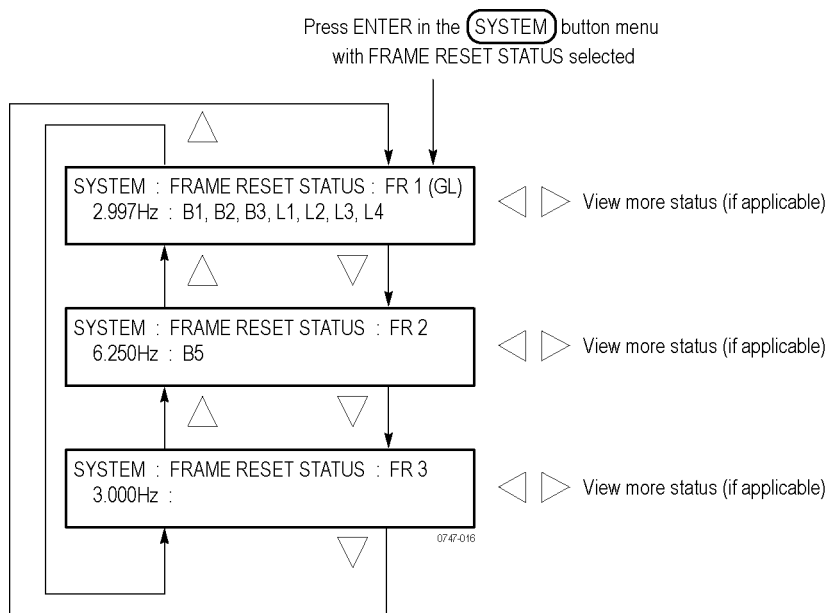 Press ENTER in the SYSTEM button menu
with FRAME RESET STATUS selected
SYSTEM : FRAME RESET STATUS : FR 1 (GL)
2.997Hz : B1, B2, B3, L1, L2, L3, L4
View more status (if applicable)
SYSTEM : FRAME RESET STATUS : FR 2
6.250Hz : B5
View more status (if applicable)
SYSTEM : FRAME RESET STATUS : FR 3
3.000Hz :
View more status (if applicable)
0747-016